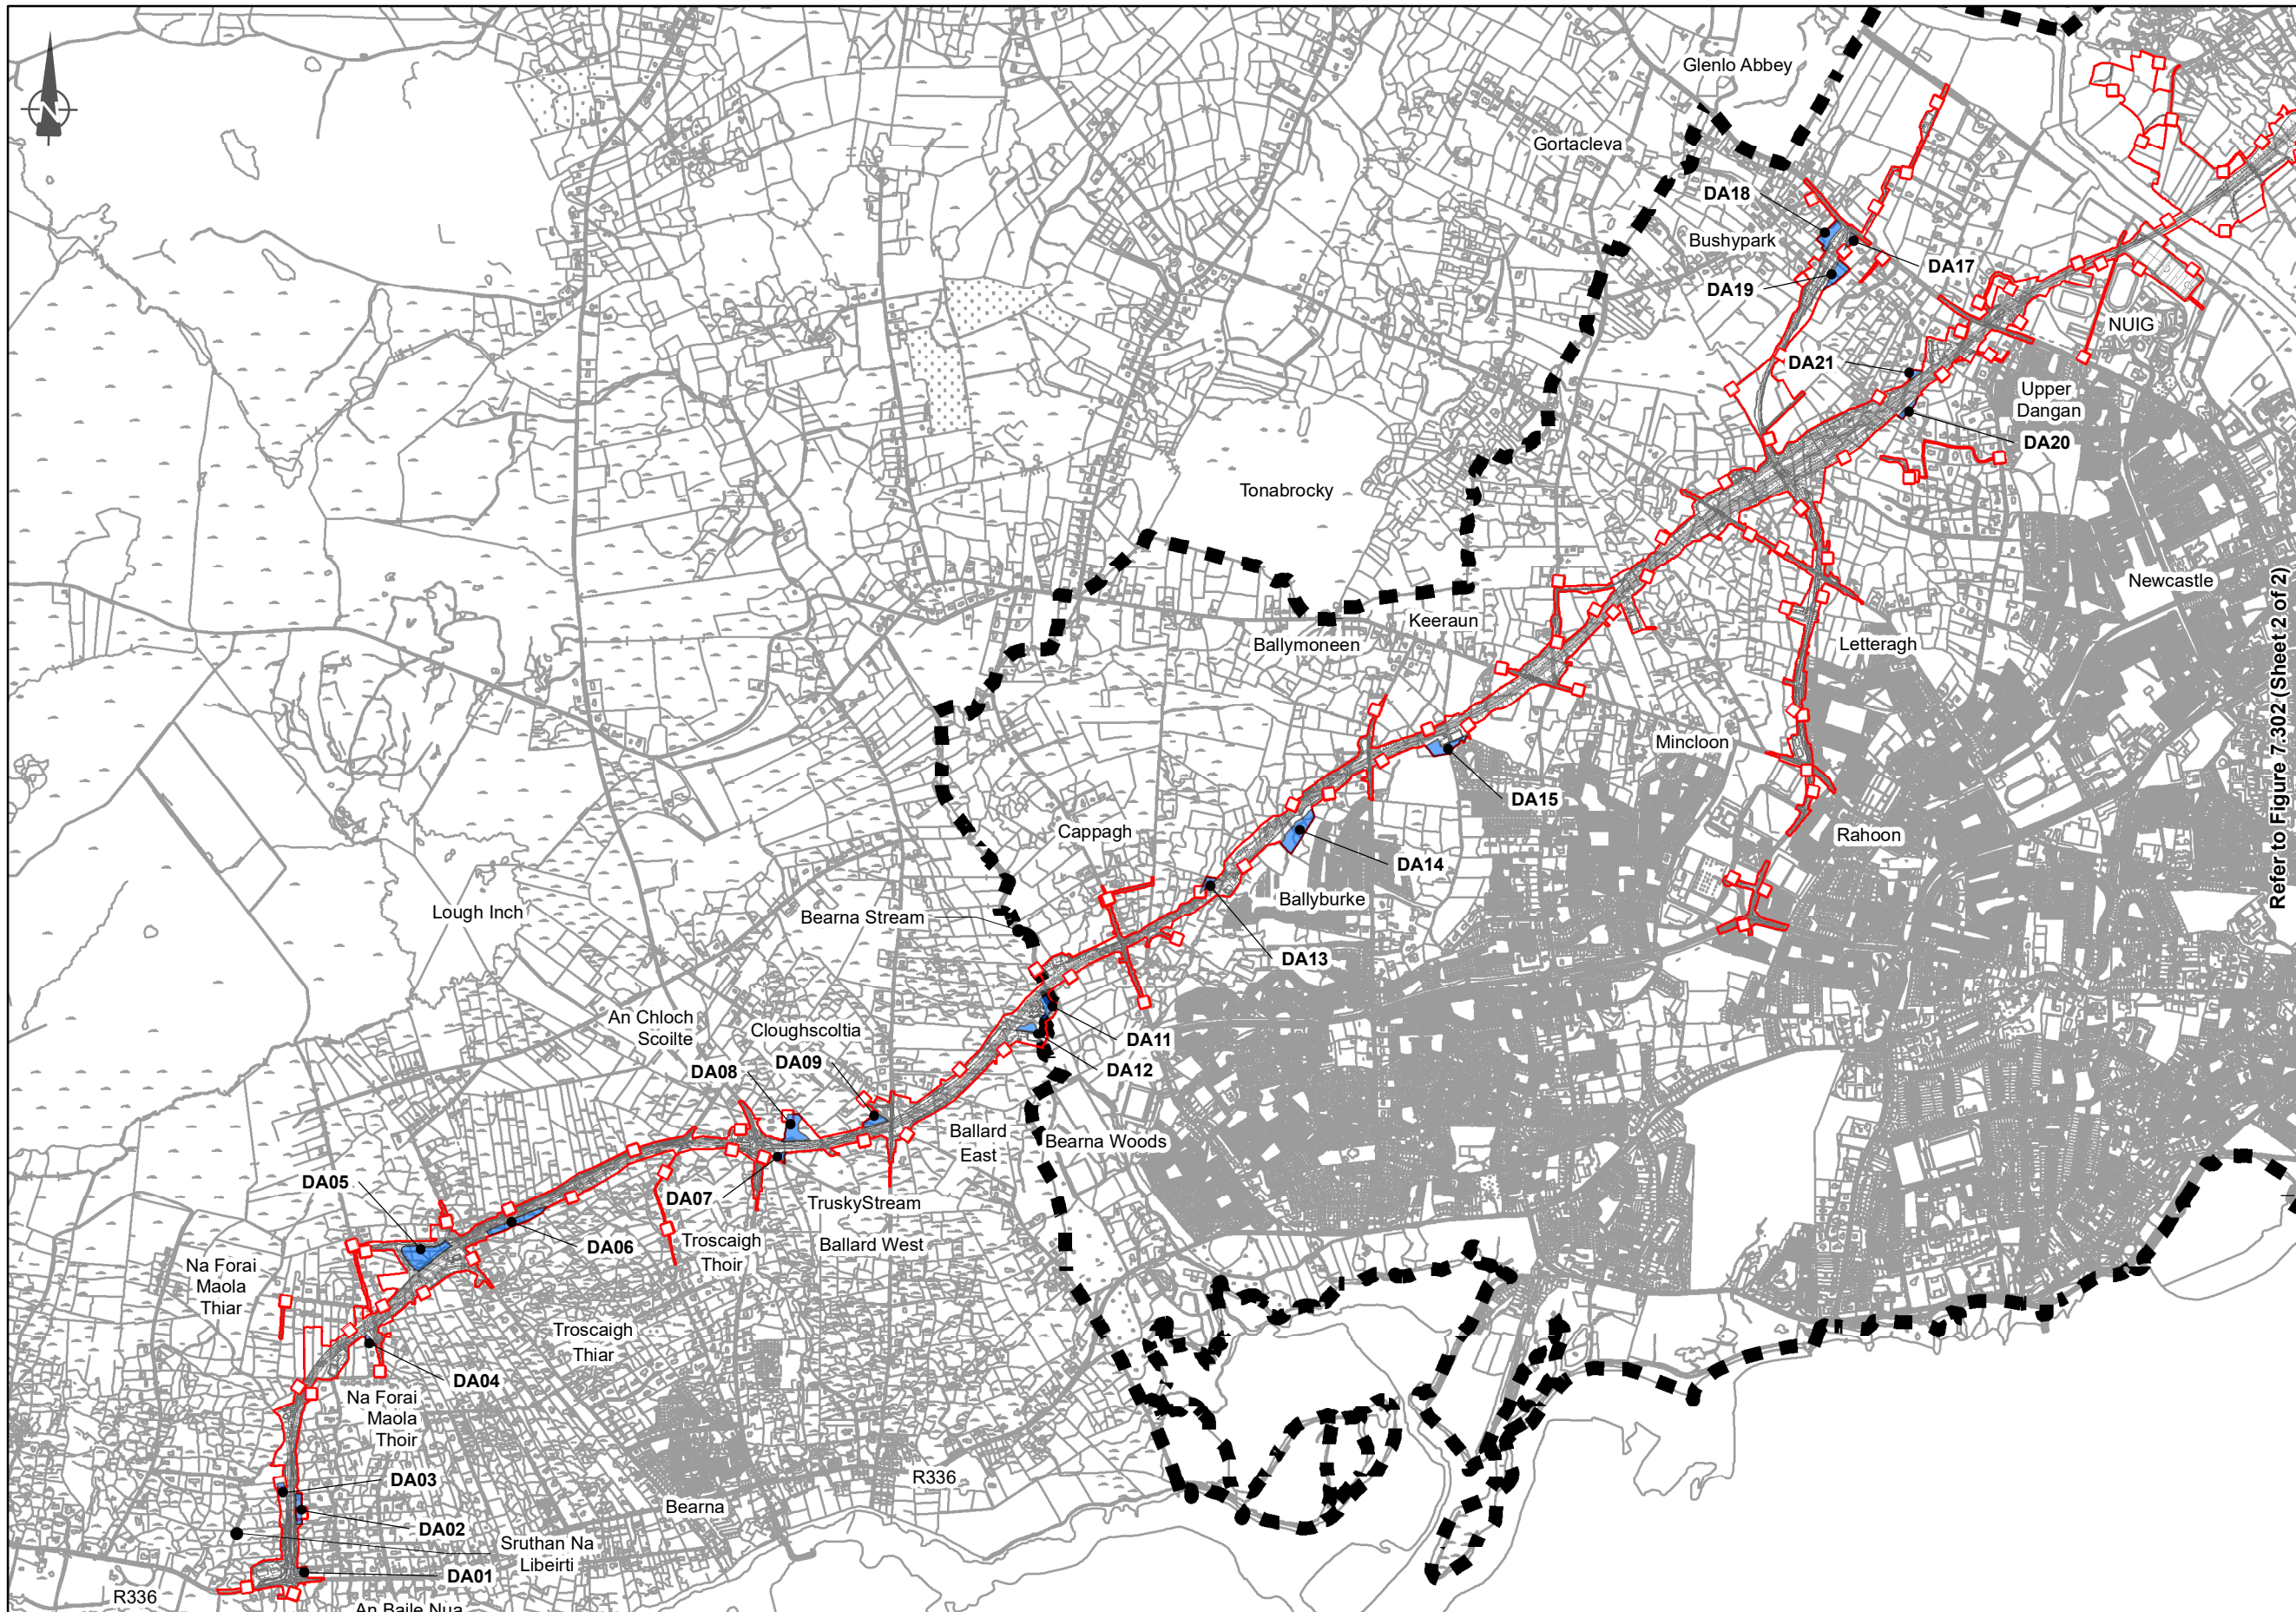 N
Glenlo Abbey
Gortacleva
DA18
Bushypark
DA17
DA19
NUIG
DA21
Upper
Dangan
DA20
Tonabrocky
Newcastle
Keeraun
Ballymoneen
Letteragh
Mincloon
DA15
Cappagh
Rahoon
DA14
Ballyburke
Lough Inch
Bearna Stream
DA13
An Chloch
Scoilte
Cloughscoltia
DA11
DA09
DA08
DA12
Ballard
East
Bearna Woods
DA05
DA07
TruskyStream
Troscaigh
Thoir
Ballard West
DA06
Na Forai
Maola
Thiar
Troscaigh
Thiar
DA04
Na Forai
Maola
Thoir
DA03
R336
Bearna
DA02
Sruthan Na
Libeirti
DA01
R336
An Baile Nua
Refer to Figure 7.302 (Sheet 2 of 2)